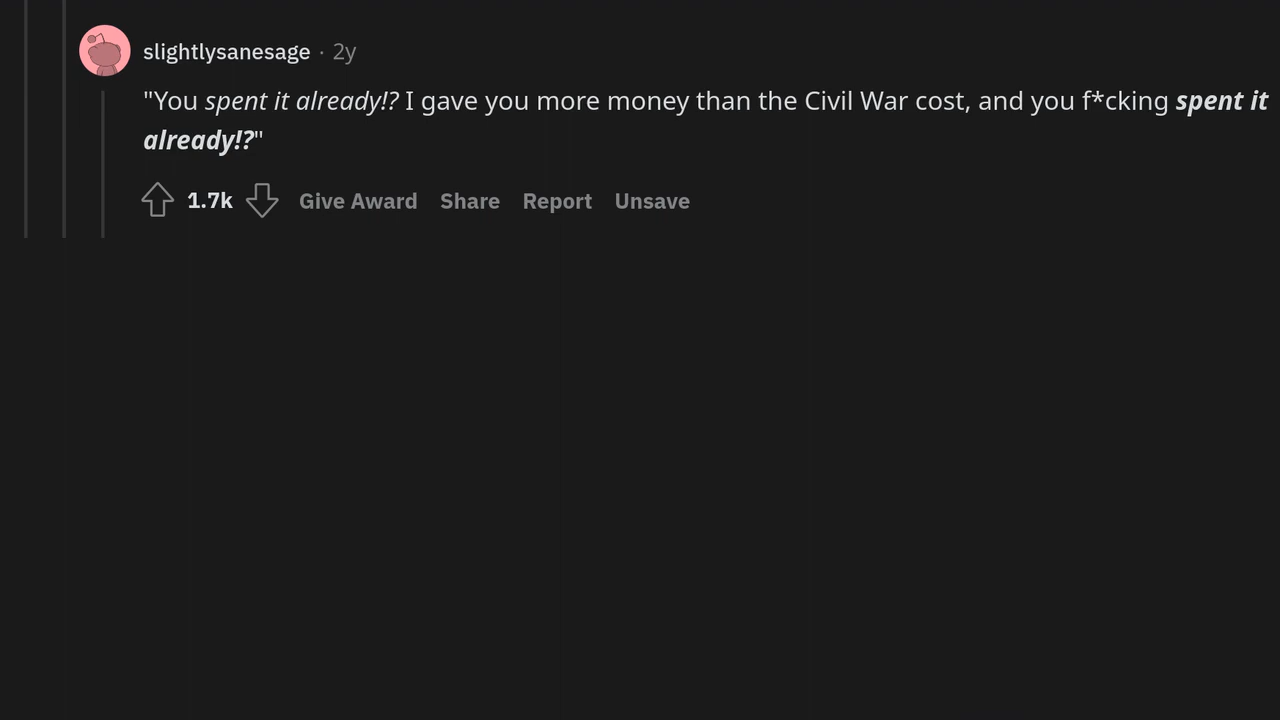 slightlysanesage · 2y
"You spent it already!? I gave you more money than the Civil War cost, and you f*cking spent it
already!?"
1.7k Give Award Share Report Unsave